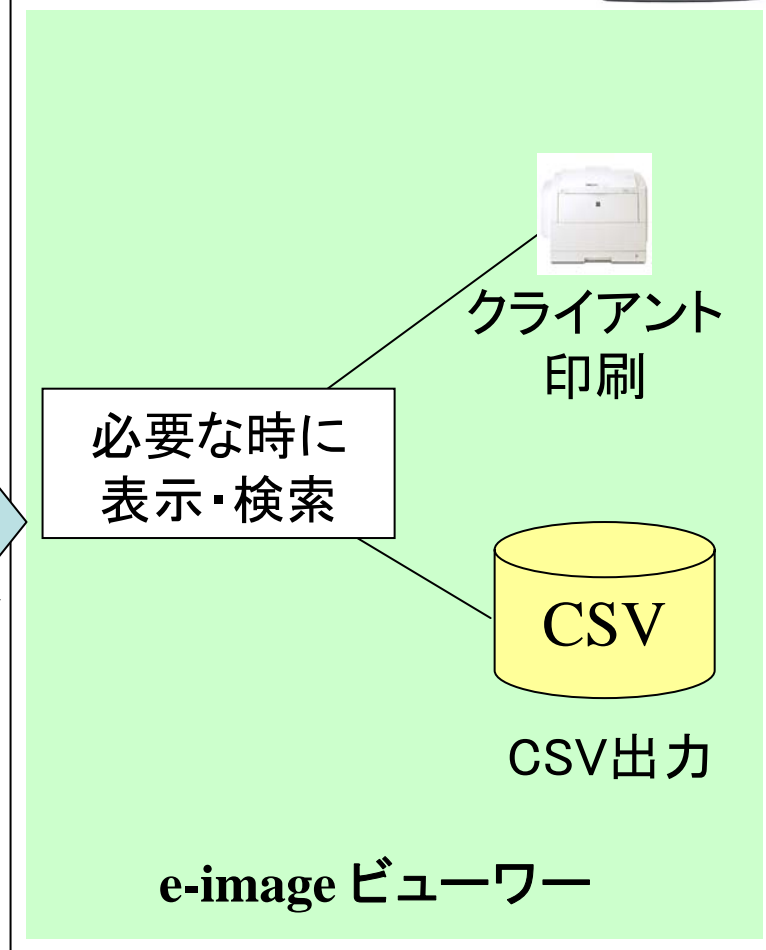 クライアント
印刷
必要な時に
表示・検索
CSV
CSV出力
e-image ビューワー